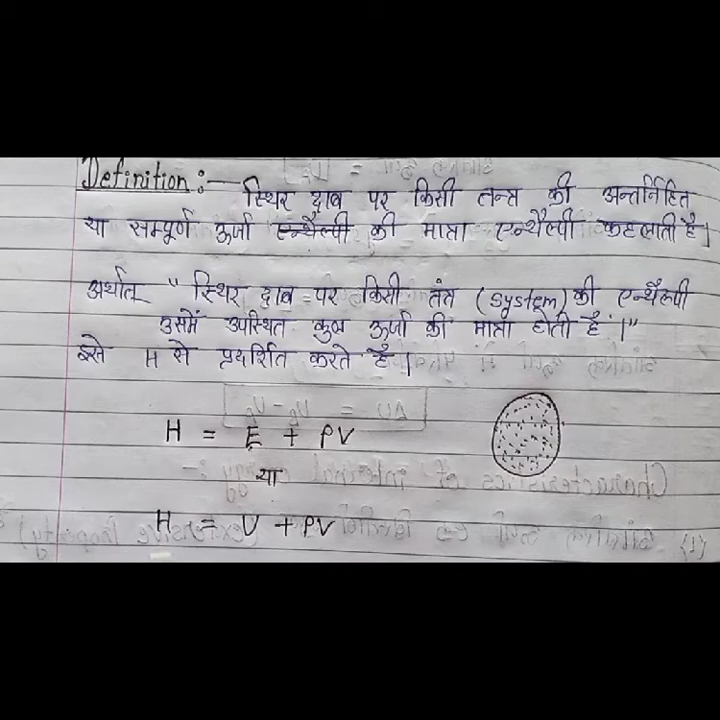 Definition :- स्थिर दाब पर किसी तन्त्र की अन्तर्निहित
या सम्पूर्ण ऊर्जा एन्थैल्पी की मात्रा एन्थैल्पी कहलाती है।
अर्थात् " स्थिर दाब पर किसी तंत्र (system) की एन्थैल्पी
उसमें उपस्थित कुल ऊर्जा की मात्रा होती है ।"
इसे H से प्रदर्शित करते है।
H = E + PV
या
H = U + PV